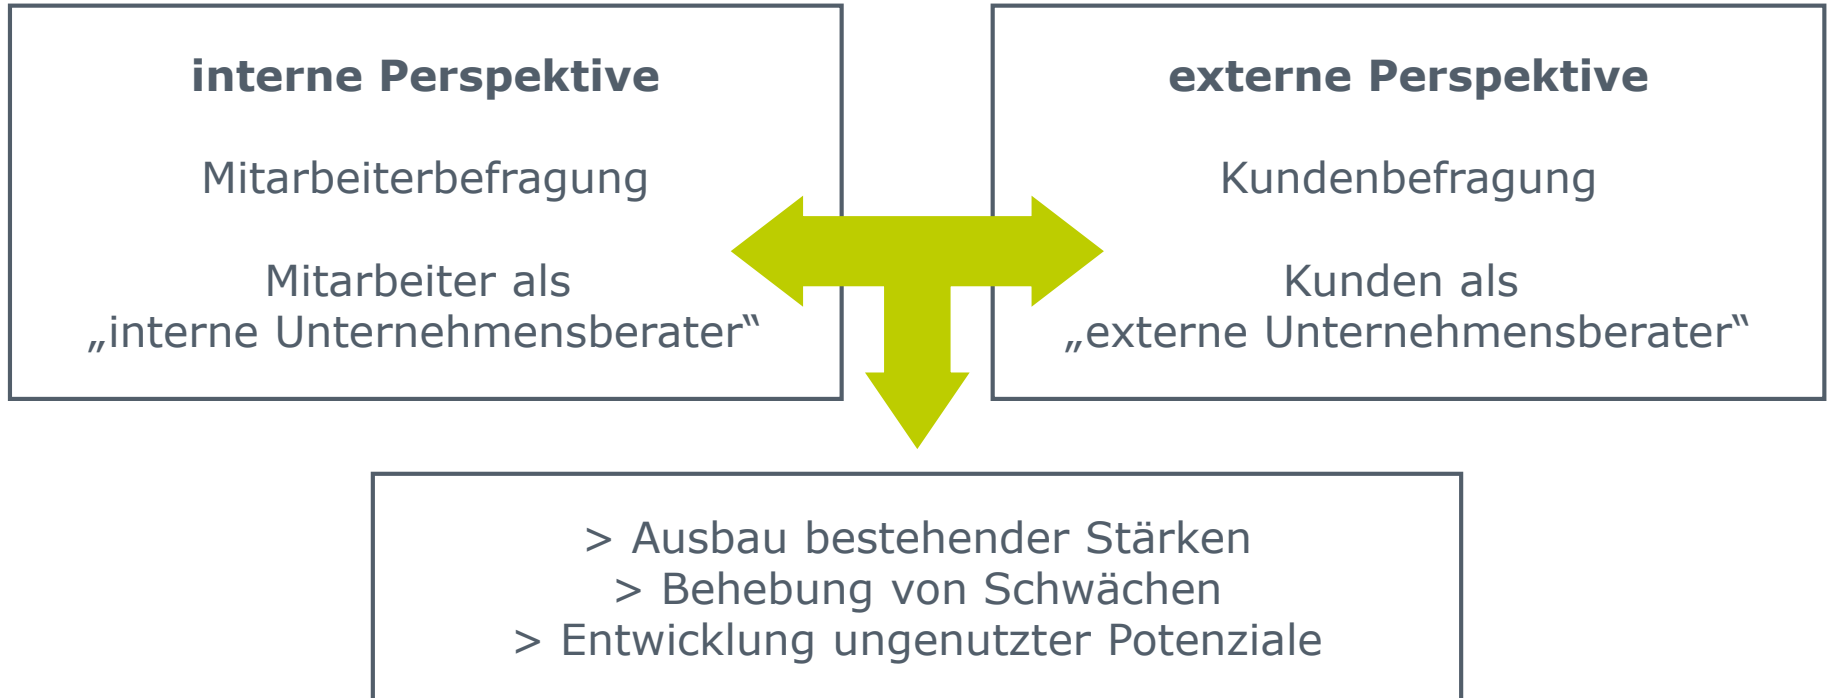 interne Perspektive
Mitarbeiterbefragung
Mitarbeiter als
„interne Unternehmensberater“
externe Perspektive
Kundenbefragung
Kunden als
„externe Unternehmensberater“
> Ausbau bestehender Stärken
> Behebung von Schwächen
> Entwicklung ungenutzter Potenziale